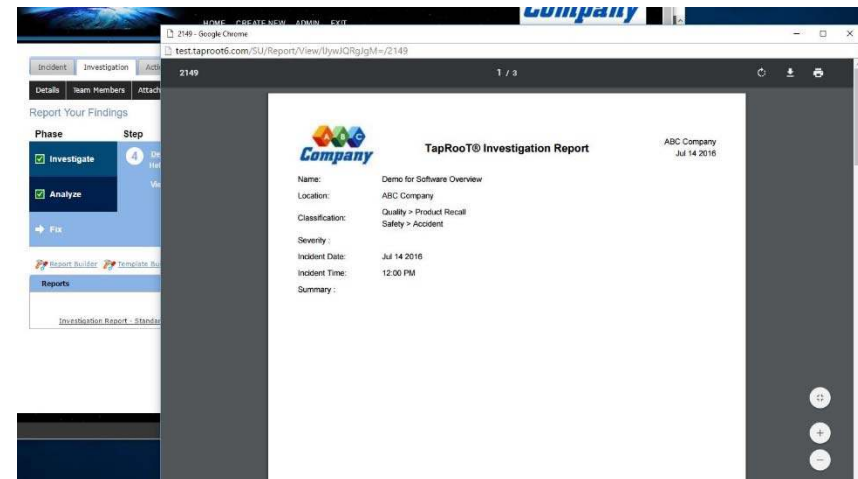 HOME CREATE NEW ADMIN EXIT
Company
2149 - Google Chrome
test.taproot6.com/SU/Report/View/
/2149
Incident Investigation
Details Team Members
Report Your Findings
Phase Step
Investigate 4
Analyze
Fix
Report Builder Template
Reports
Investigation Report -
2149 1 / 3
ABC
Company
TapRooT® Investigation Report
ABC Company
Jul 14 2016
Name: Demo for Software Overview
Location: ABC Company
Classification: Quality > Product Recall
Safety > Accident
Severity :
Incident Date: Jul 14 2016
Incident Time: 12:00 PM
Summary :